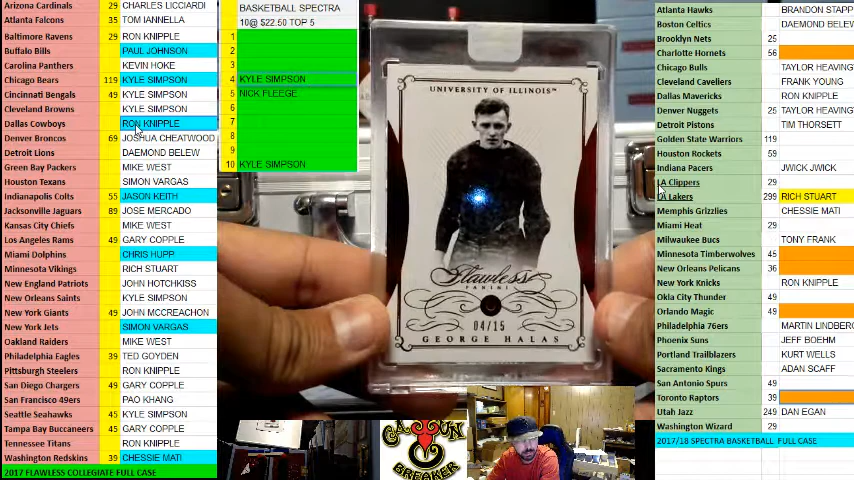 Arizona Cardinals 29 CHARLES LICCIARDI
Atlanta Falcons 35 TOM IANNELLA
Baltimore Ravens 29 RON KNIPPLE
Buffalo Bills PAUL JOHNSON
Carolina Panthers KEVIN HOKE
Chicago Bears 119 KYLE SIMPSON
Cincinnati Bengals 49 KYLE SIMPSON
Cleveland Browns KYLE SIMPSON
Dallas Cowboys RON KNIPPLE
Denver Broncos 69 JOSHUA CHEATWOOD
Detroit Lions DAEMOND BELEW
Green Bay Packers MIKE WEST
Houston Texans SIMON VARGAS
Indianapolis Colts 55 JASON KEITH
Jacksonville Jaguars 89 JOSE MERCADO
Kansas City Chiefs MIKE WEST
Los Angeles Rams 49 GARY COPPLE
Miami Dolphins CHRIS HUPP
Minnesota Vikings RICH STUART
New England Patriots JOHN HOTCHKISS
New Orleans Saints KYLE SIMPSON
New York Giants 49 JOHN MCCREACHON
New York Jets SIMON VARGAS
Oakland Raiders MIKE WEST
Philadelphia Eagles 39 TED GOYDEN
Pittsburgh Steelers RON KNIPPLE
San Diego Chargers 49 GARY COPPLE
San Francisco 49ers PAO KHANG
Seattle Seahawks 45 KYLE SIMPSON
Tampa Bay Buccaneers 45 GARY COPPLE
Tennessee Titans RON KNIPPLE
Washington Redskins 39 CHESSIE MATI
2017 FLAWLESS COLLEGIATE FULL CASE
BASKETBALL SPECTRA
10@ $22.50 TOP 5
1
2
3
4 KYLE SIMPSON
5 NICK FLEEGE
6
7
8
9
10 KYLE SIMPSON
UNIVERSITY OF ILLINOIS™
Flawless
PANINI
04/15
GEORGE HALAS
CAJUN
BREAKER
Atlanta Hawks BRANDON STAPP
Boston Celtics DAEMOND BELEW
Brooklyn Nets 25
Charlotte Hornets 56
Chicago Bulls TAYLOR HEAVING
Cleveland Caveliers FRANK YOUNG
Dallas Mavericks RON KNIPPLE
Denver Nuggets 25 TAYLOR HEAVING
Detroit Pistons TIM THORSETT
Golden State Warriors 119
Houston Rockets 59
Indiana Pacers JWICK JWICK
LA Clippers 29
LA Lakers 299 RICH STUART
Memphis Grizzlies CHESSIE MATI
Miami Heat 29
Milwaukee Bucs TONY FRANK
Minnesota Timberwolves 45
New Orleans Pelicans 36
New York Knicks RON KNIPPLE
Okla City Thunder 49
Orlando Magic 49
Philadelphia 76ers MARTIN LINDBERG
Phoenix Suns JEFF BOEHM
Portland Trailblazers KURT WELLS
Sacramento Kings ADAN SCAFF
San Antonio Spurs 49
Toronto Raptors 39
Utah Jazz 249 DAN EGAN
Washington Wizard 29
2017/18 SPECTRA BASKETBALL FULL CASE